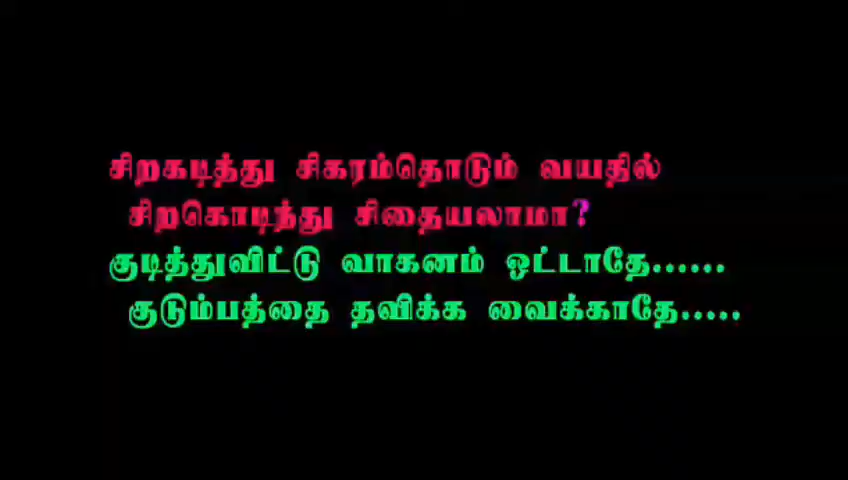 சிறகடித்து சிகரம்தொடும் வயதில்
சிறகொடிந்து சிதையலாமா?
குடித்துவிட்டு வாகனம் ஓட்டாதே......
குடும்பத்தை தவிக்க வைக்காதே.....